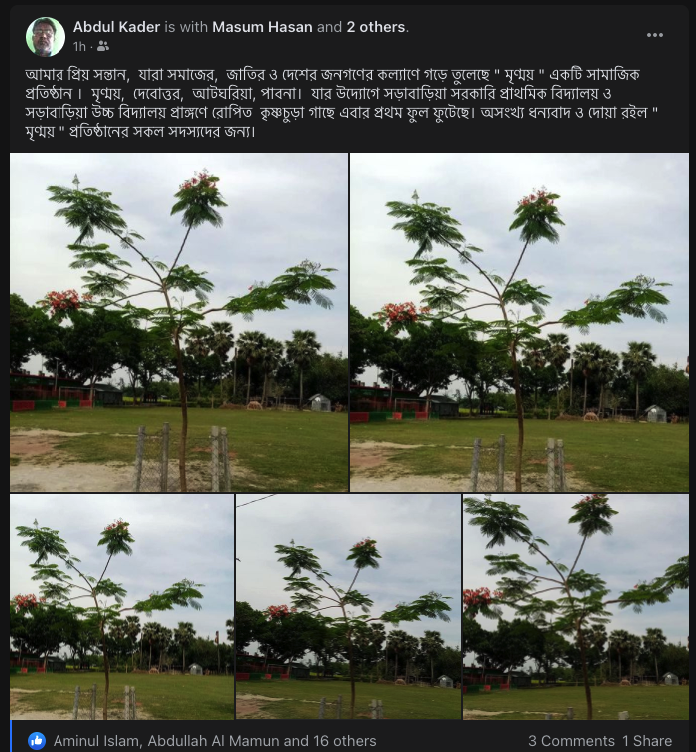 Abdul Kader is with Masum Hasan and 2 others.
1h ·
আমার প্রিয় সন্তান, যারা সমাজের, জাতির ও দেশের জনগণের কল্যাণে গড়ে তুলেছে " মৃণ্ময় " একটি সামাজিক
প্রতিষ্ঠান । মৃণ্ময়, দেবোত্তর, আটঘরিয়া, পাবনা। যার উদ্যোগে সড়াবাড়িয়া সরকারি প্রাথমিক বিদ্যালয় ও
সড়াবাড়িয়া উচ্চ বিদ্যালয় প্রাঙ্গণে রোপিত কৃষ্ণচুড়া গাছে এবার প্রথম ফুল ফুটেছে। অসংখ্য ধন্যবাদ ও দোয়া রইল "
মৃণ্ময় " প্রতিষ্ঠানের সকল সদস্যদের জন্য।
Aminul Islam, Abdullah Al Mamun and 16 others
3 Comments 1 Share